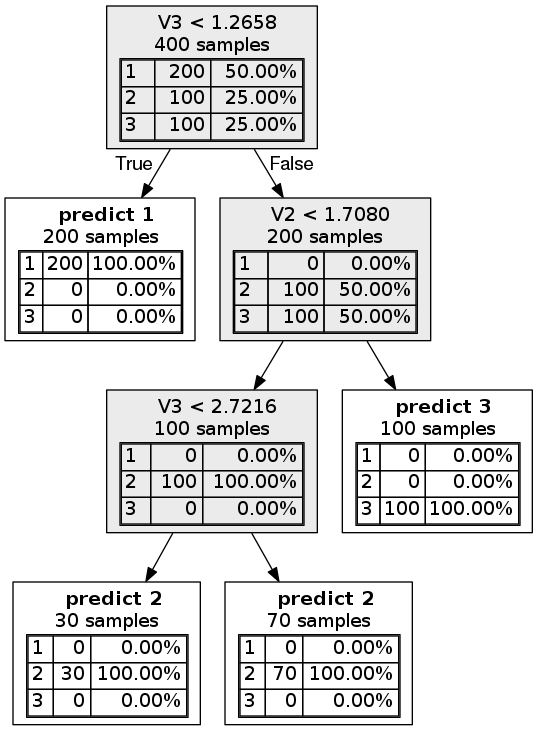 V3 < 1.2658
400 samples
1 200 50.00%
2 100 25.00%
3 100 25.00%
True
False
predict 1
200 samples
1 200 100.00%
2 0 0.00%
3 0 0.00%
V2 < 1.7080
200 samples
1 0 0.00%
2 100 50.00%
3 100 50.00%
V3 < 2.7216
100 samples
1 0 0.00%
2 100 100.00%
3 0 0.00%
predict 3
100 samples
1 0 0.00%
2 0 0.00%
3 100 100.00%
predict 2
30 samples
1 0 0.00%
2 30 100.00%
3 0 0.00%
predict 2
70 samples
1 0 0.00%
2 70 100.00%
3 0 0.00%